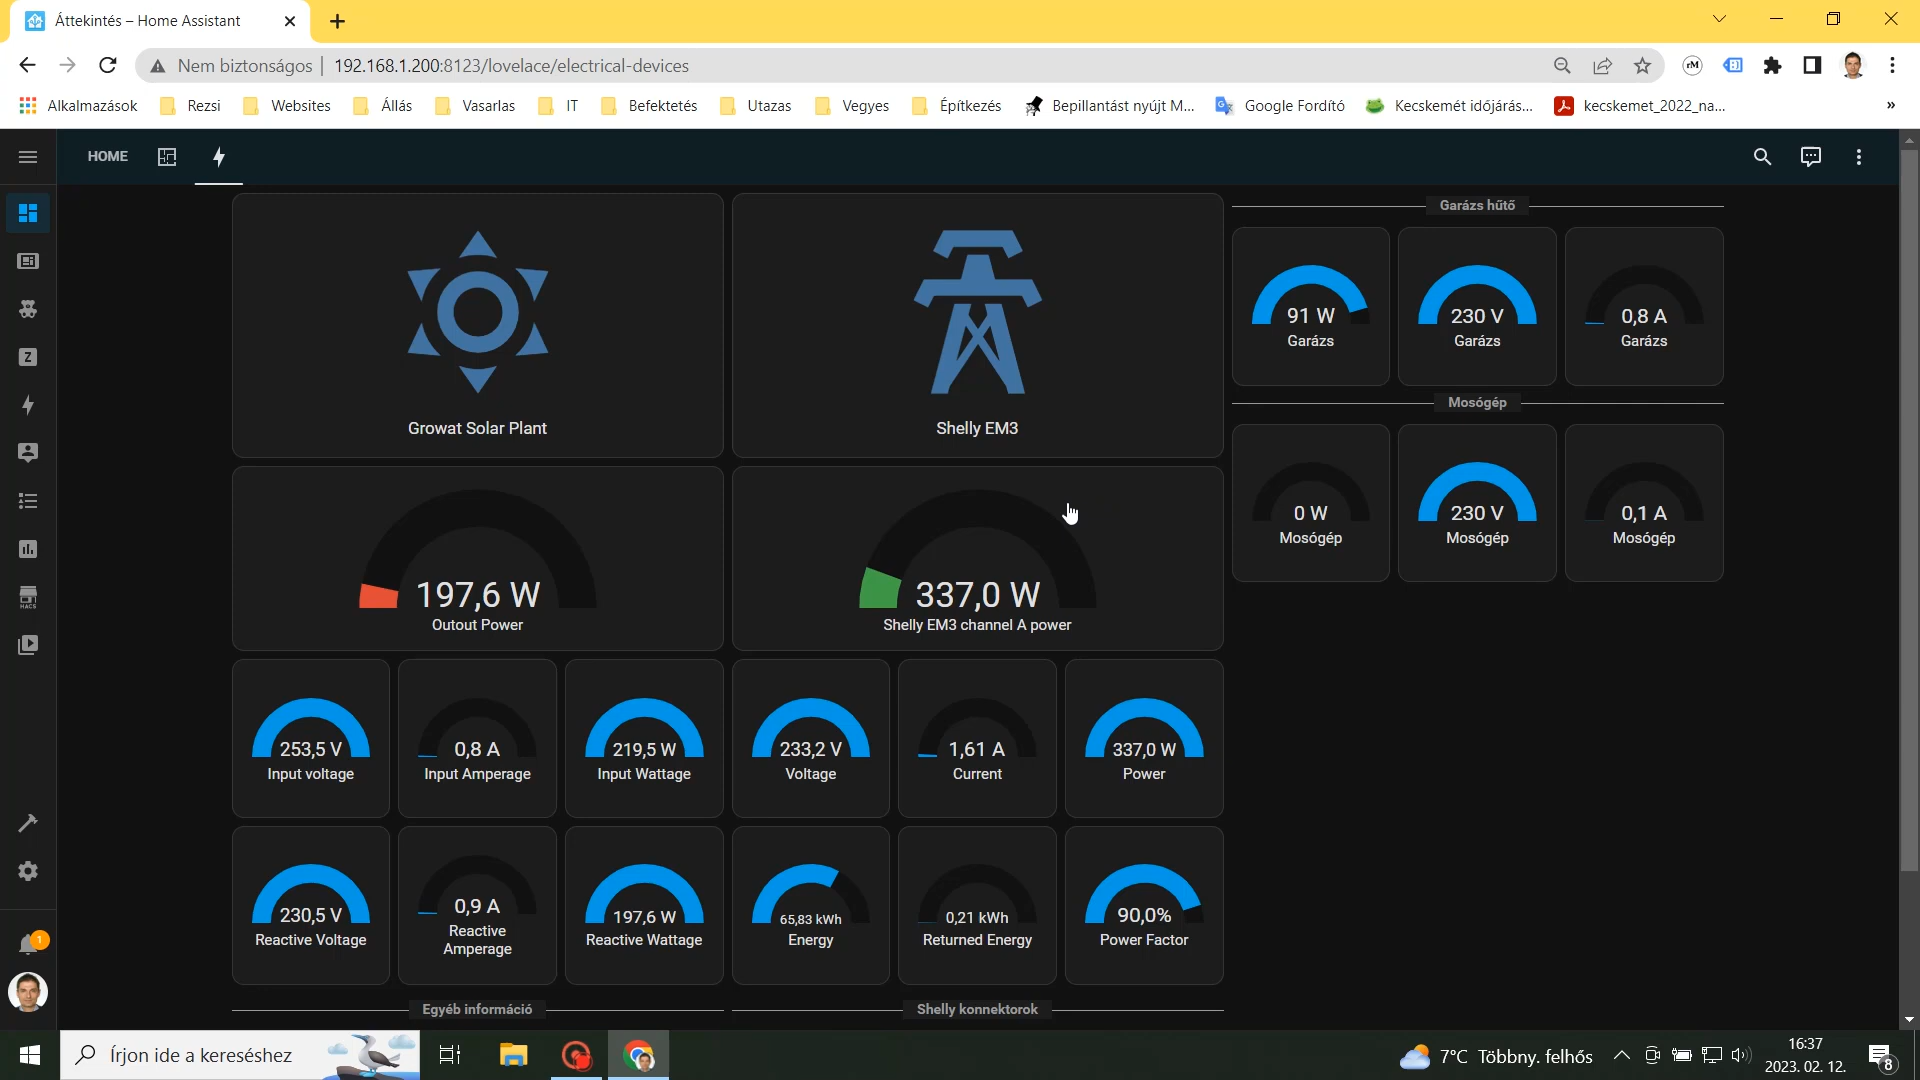 Áttekintés – Home Assistant
Nem biztonságos
192.168.1.200:8123/lovelace/electrical-devices
rM
Alkalmazások
Rezsi
Websites
Állás
Vasarlas
IT
Befektetés
Utazas
Vegyes
Építkezés
Bepillantást nyújt M...
Google Fordító
Kecskemét időjárás...
kecskemet_2022_na...
»
HOME
Z
HACS
1
Growat Solar Plant
Shelly EM3
Garázs hűtő
91 W
Garázs
230 V
Garázs
0,8 A
Garázs
Mosógép
0 W
Mosógép
230 V
Mosógép
0,1 A
Mosógép
197,6 W
Outout Power
337,0 W
Shelly EM3 channel A power
253,5 V
Input voltage
0,8 A
Input Amperage
219,5 W
Input Wattage
233,2 V
Voltage
1,61 A
Current
337,0 W
Power
230,5 V
Reactive Voltage
0,9 A
Reactive
Amperage
197,6 W
Reactive Wattage
65,83 kWh
Energy
0,21 kWh
Returned Energy
90,0%
Power Factor
Egyéb információ
Shelly konnektorok
Írjon ide a kereséshez
7°C Többny. felhős
16:37
2023. 02. 12.
8